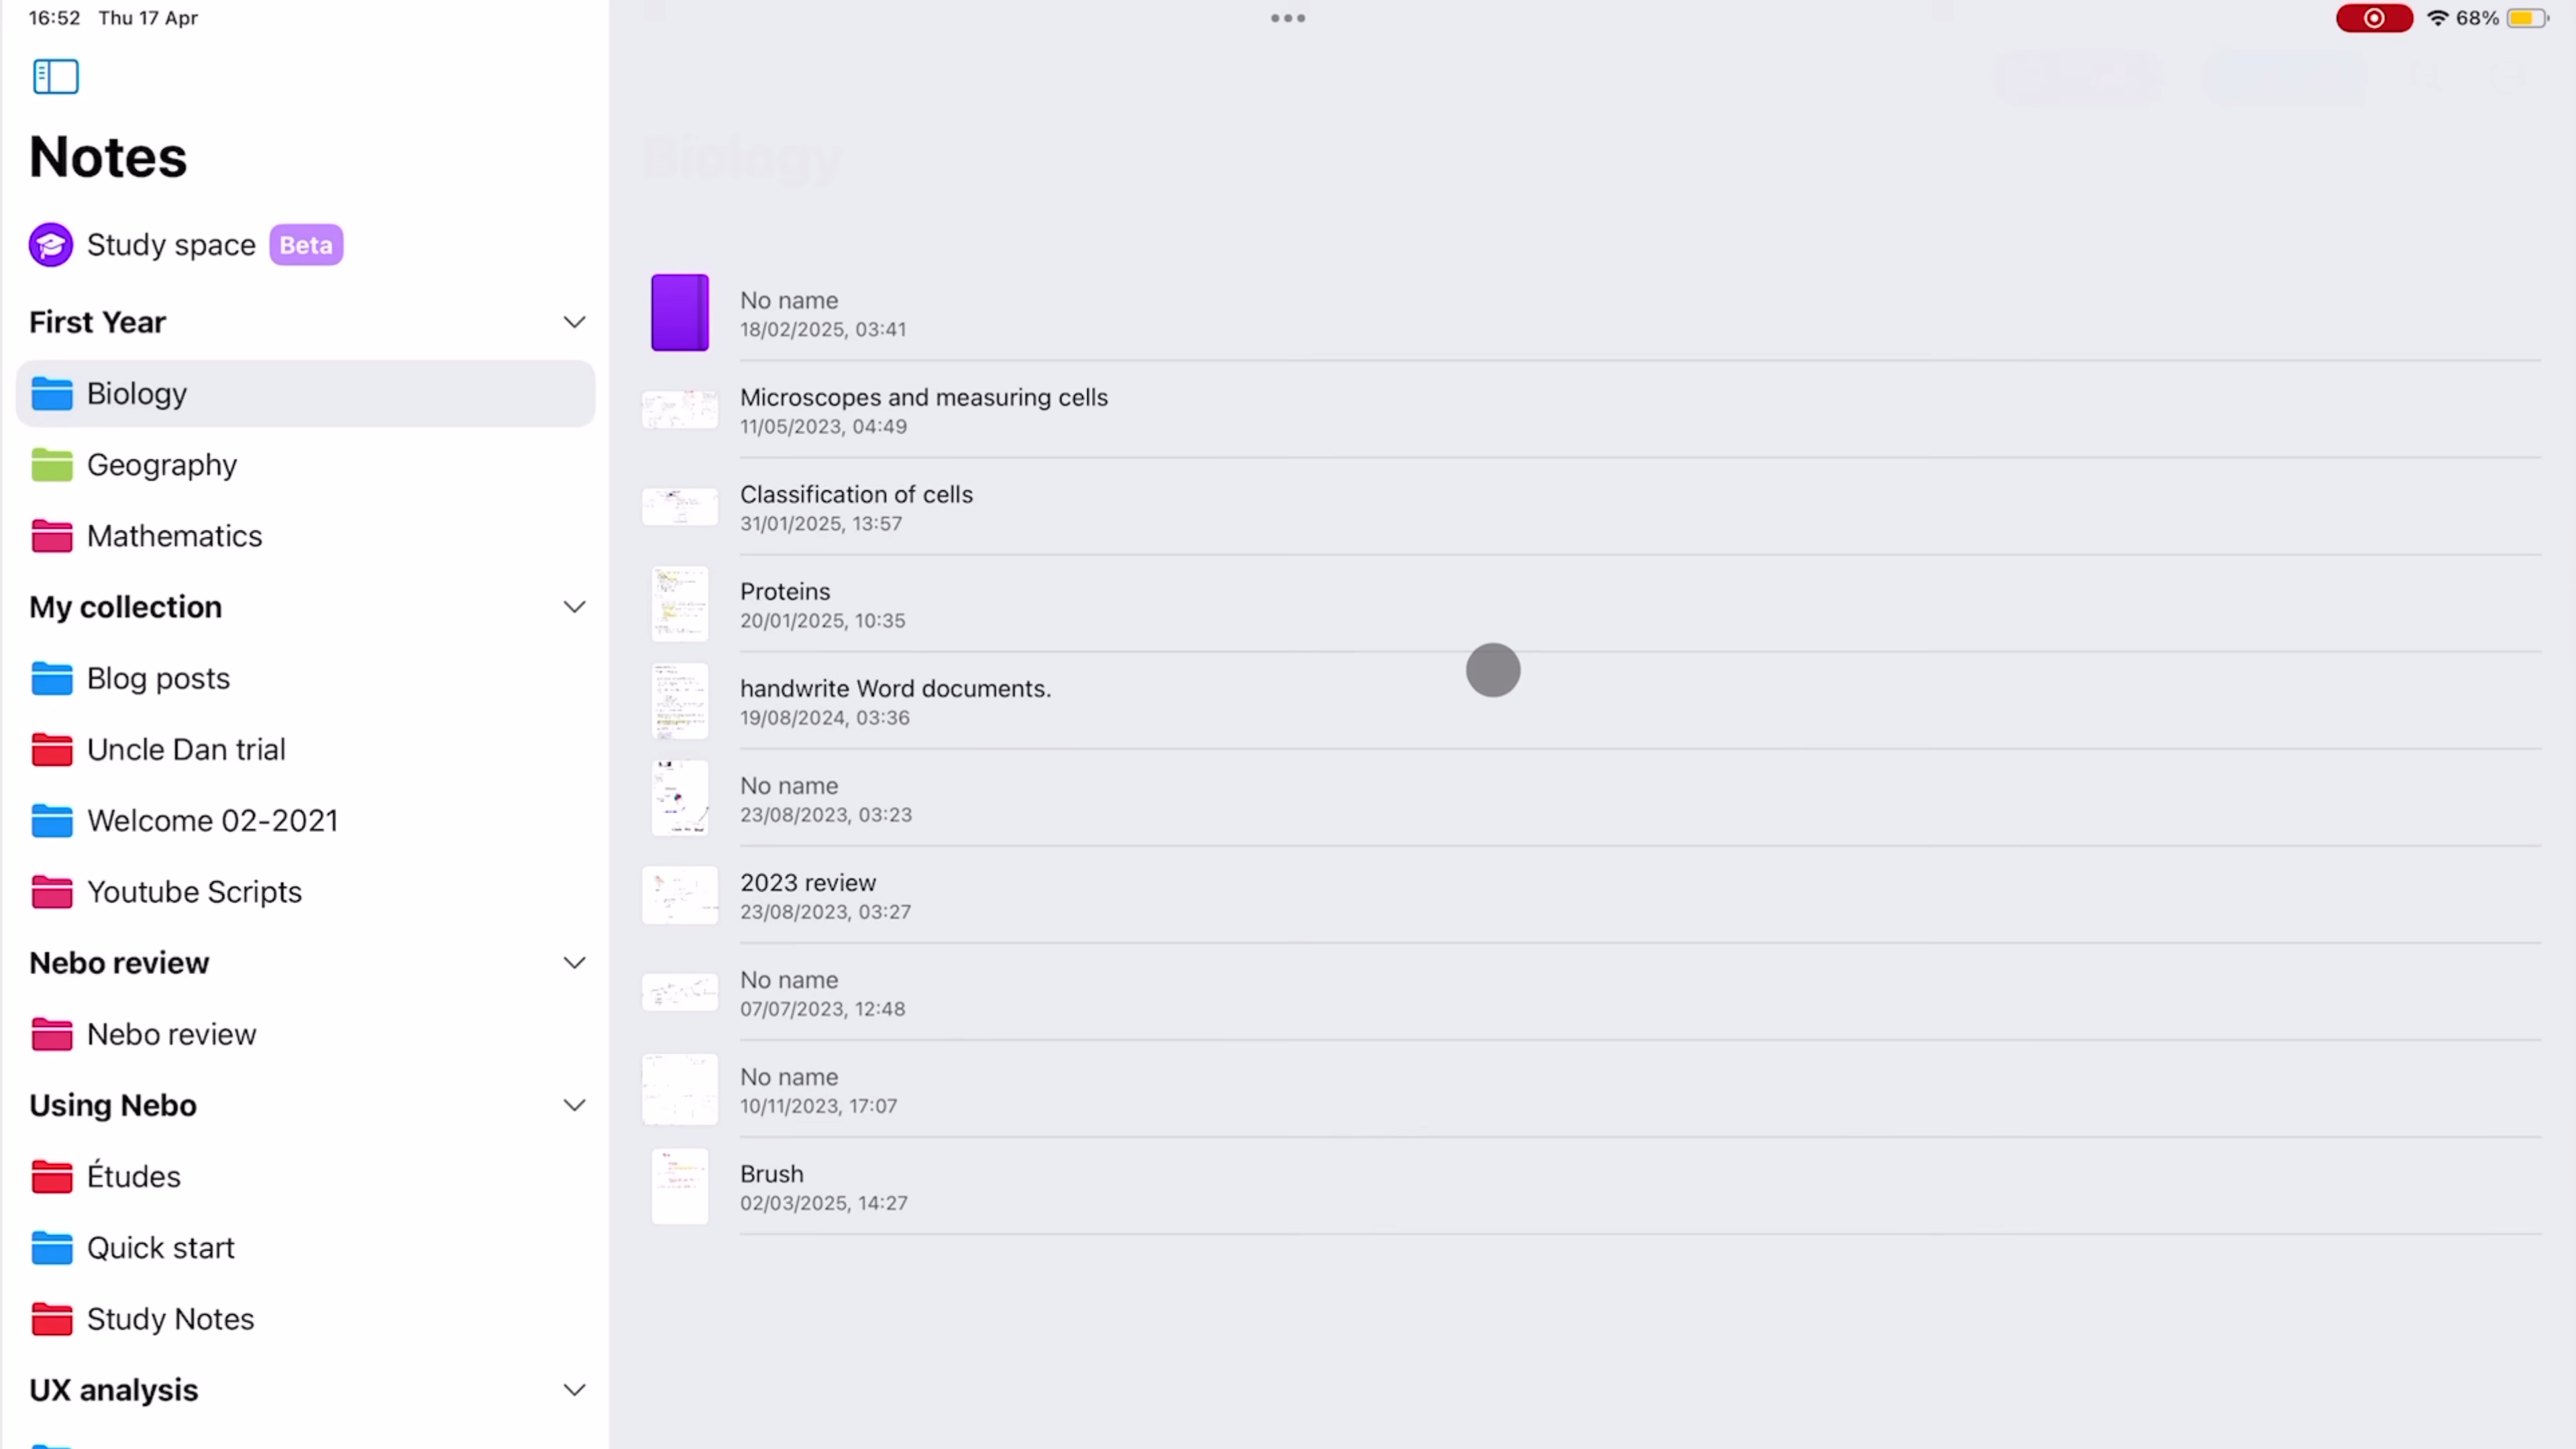 16:52 Thu 17 Apr
68%
Notes
Study space Beta
First Year
Biology
Geography
Mathematics
My collection
Blog posts
Uncle Dan trial
Welcome 02-2021
Youtube Scripts
Nebo review
Nebo review
Using Nebo
Études
Quick start
Study Notes
UX analysis
Biology
No name
18/02/2025, 03:41
Microscopes and measuring cells
11/05/2023, 04:49
Classification of cells
31/01/2025, 13:57
Proteins
20/01/2025, 10:35
handwrite Word documents.
19/08/2024, 03:36
No name
23/08/2023, 03:23
2023 review
23/08/2023, 03:27
No name
07/07/2023, 12:48
No name
10/11/2023, 17:07
Brush
02/03/2025, 14:27